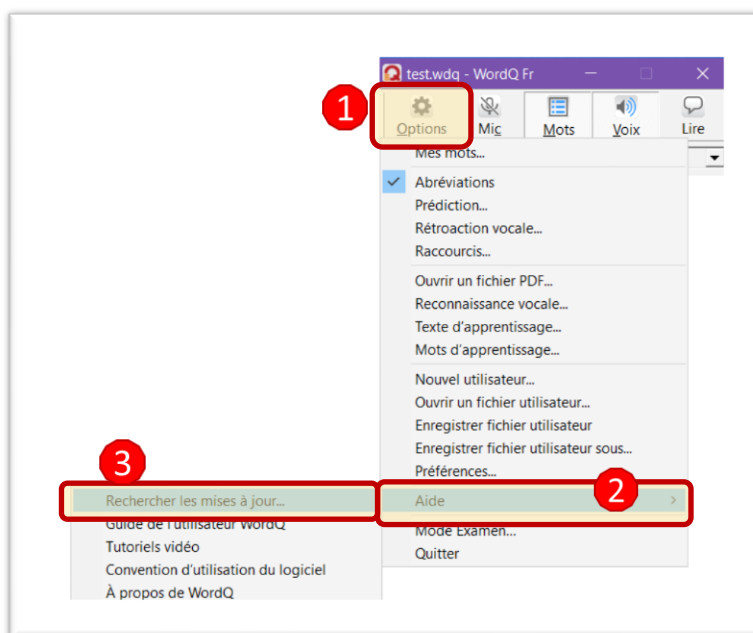 test.wdq - WordQ Fr
1
Options Mic Mots Voix Lire
Mes mots...
Abréviations
Prédiction...
Rétroaction vocale...
Raccourcis...
Ouvrir un fichier PDF...
Reconnaissance vocale...
Texte d'apprentissage...
Mots d'apprentissage...
Nouvel utilisateur...
Ouvrir un fichier utilisateur...
Enregistrer fichier utilisateur
Enregistrer fichier utilisateur sous...
Préférences...
2
Aide
Mode Examen...
Quitter
3
Rechercher les mises à jour...
Guide de l'utilisateur WordQ
Tutoriels vidéo
Convention d'utilisation du logiciel
À propos de WordQ